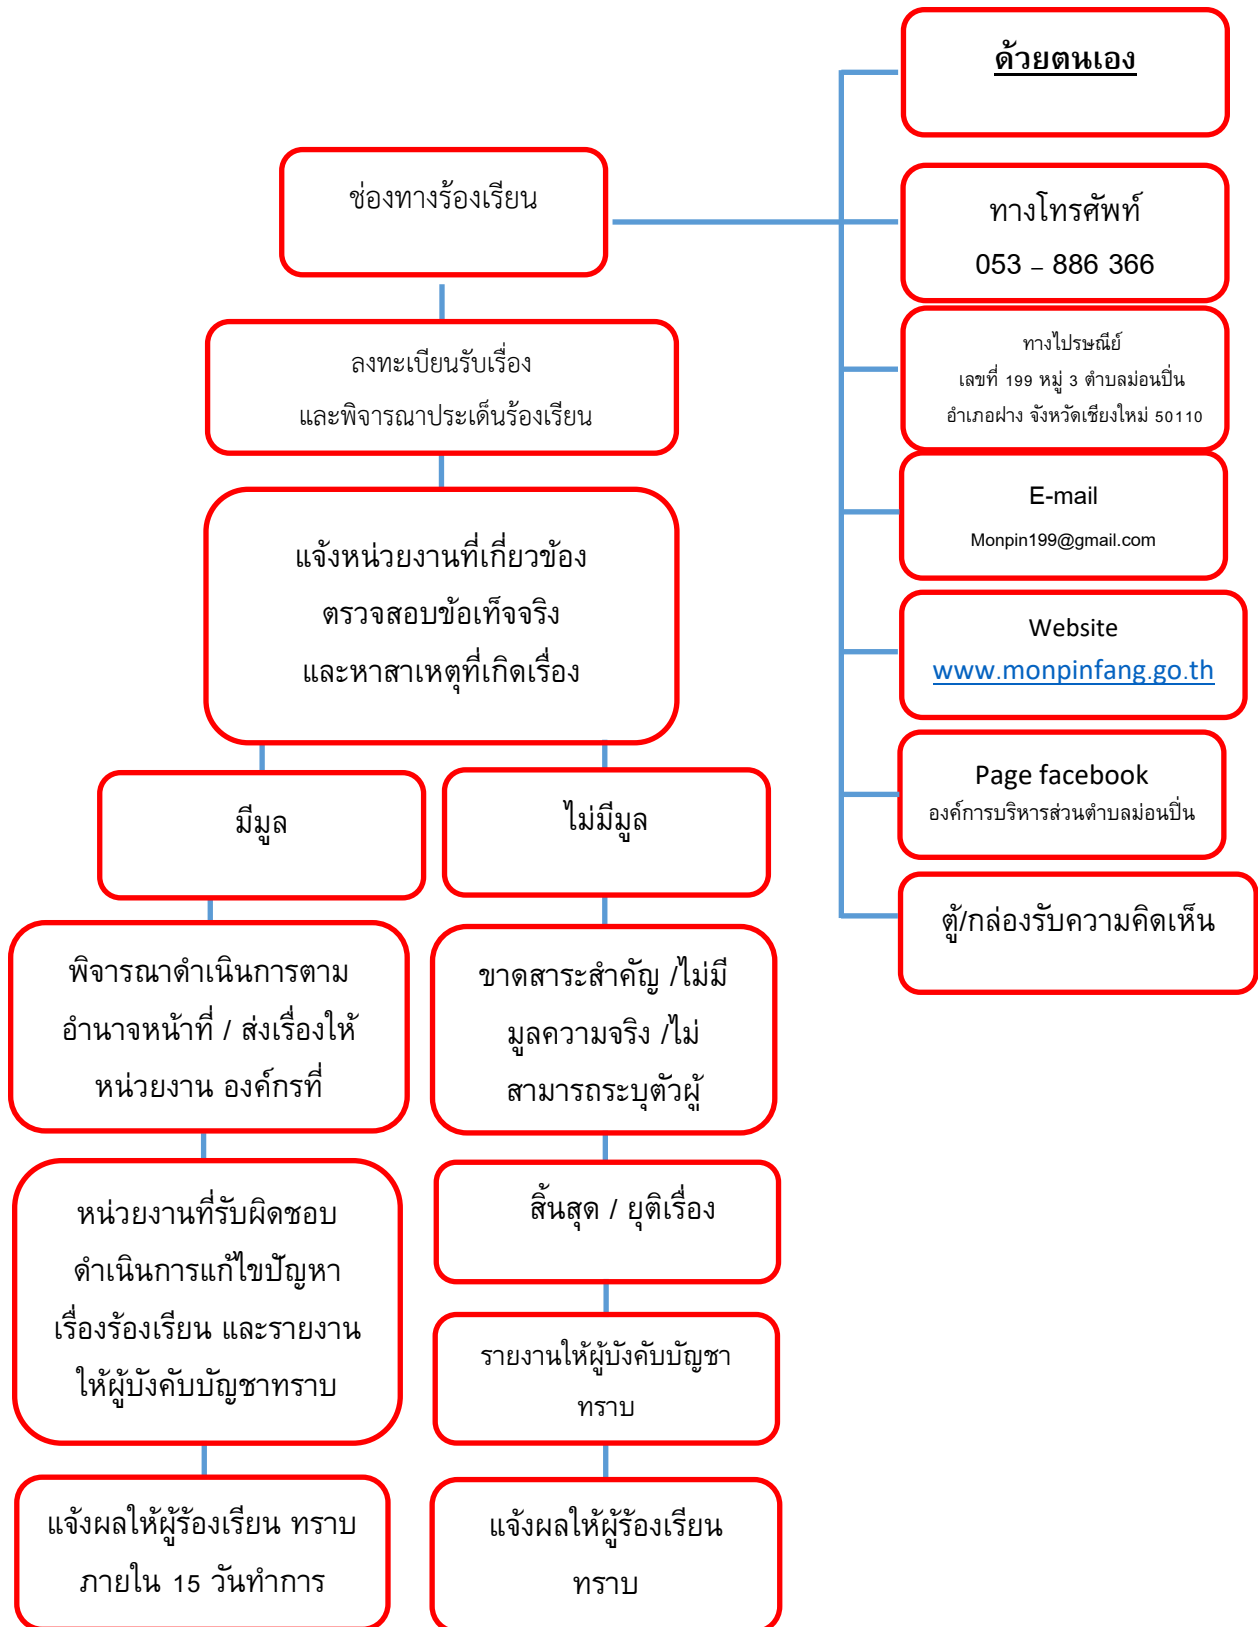 ด้วยตนเอง
ช่องทางร้องเรียน
ทางโทรศัพท์
053 – 886 366
ทางไปรษณีย์
เลขที่ 199 หมู่ 3 ตำบลม่อนปิ่น
อำเภอฝาง จังหวัดเชียงใหม่ 50110
E-mail
Monpin199@gmail.com
Website
www.monpinfang.go.th
Page facebook
องค์การบริหารส่วนตำบลม่อนปิ่น
ตู้/กล่องรับความคิดเห็น
ลงทะเบียนรับเรื่อง
และพิจารณาประเด็นร้องเรียน
แจ้งหน่วยงานที่เกี่ยวข้อง
ตรวจสอบข้อเท็จจริง
และหาสาเหตุที่เกิดเรื่อง
มีมูล
พิจารณาดำเนินการตาม
อำนาจหน้าที่ / ส่งเรื่องให้
หน่วยงาน องค์กรที่
หน่วยงานที่รับผิดชอบ
ดำเนินการแก้ไขปัญหา
เรื่องร้องเรียน และรายงาน
ให้ผู้บังคับบัญชาทราบ
แจ้งผลให้ผู้ร้องเรียน ทราบ
ภายใน 15 วันทำการ
ไม่มีมูล
ขาดสาระสำคัญ /ไม่มี
มูลความจริง /ไม่
สามารถระบุตัวผู้
สิ้นสุด / ยุติเรื่อง
รายงานให้ผู้บังคับบัญชา
ทราบ
แจ้งผลให้ผู้ร้องเรียน
ทราบ